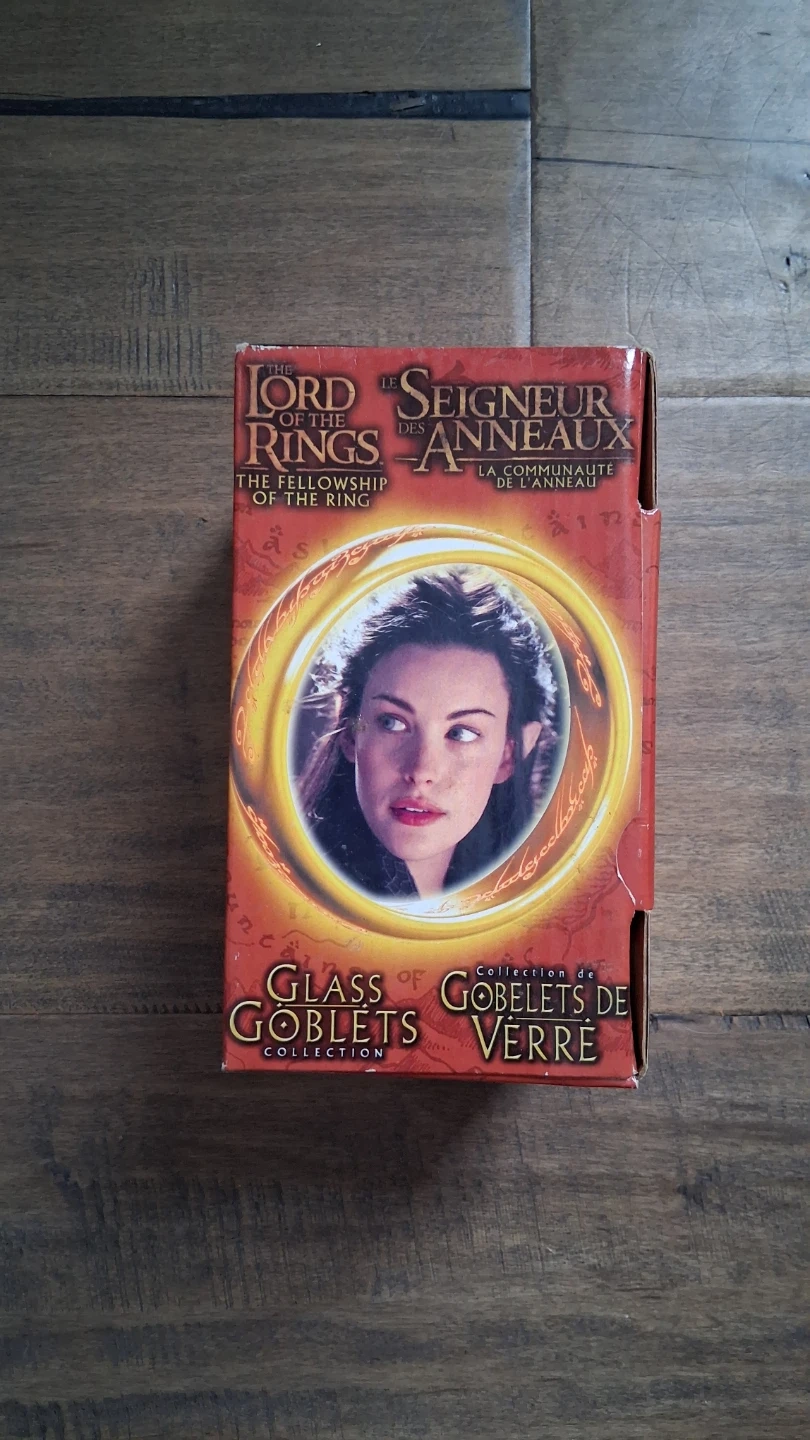 THE
LORD
OF THE
RINGS
THE FELLOWSHIP
OF THE RING
LE
SEIGNEUR
DES
ANNEAUX
LA COMMUNAUTÉ
DE L'ANNEAU
GLASS
GOBLETS
COLLECTION
Collection de
GOBELETS DE
VERRE